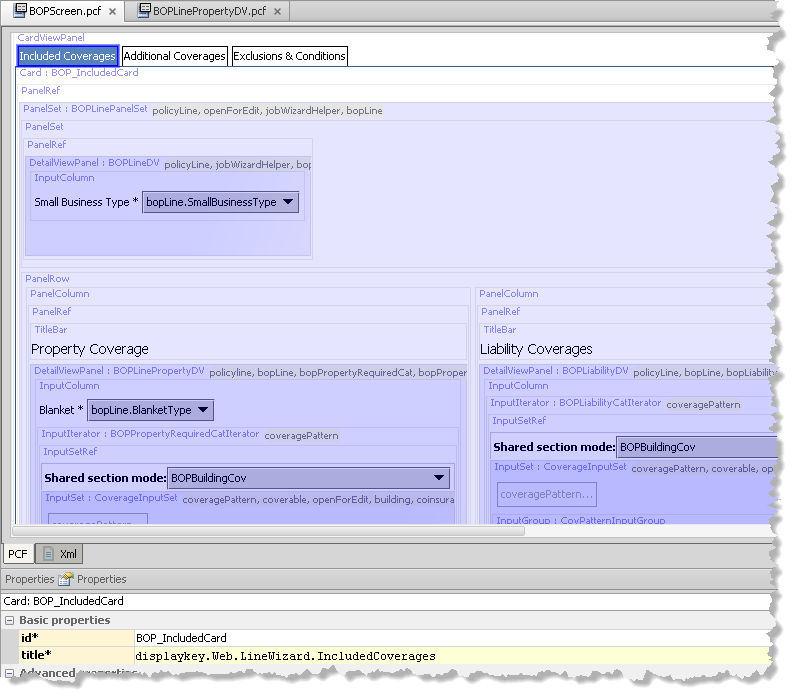 BOPScreen.pcf × BOPLinePropertyDV.pcf ×
CardViewPanel
Included Coverages Additional Coverages Exclusions & Conditions
Card : BOP_IncludedCard
PanelRef
PanelSet : BOPLinePanelSet policyLine, openForEdit, jobWizardHelper, bopLine
PanelSet
PanelRef
DetailViewPanel : BOPLineDV policyLine, jobWizardHelper, bop
InputColumn
Small Business Type * bopLine.SmallBusinessType
PanelRow
PanelColumn PanelColumn
PanelRef PanelRef
TitleBar TitleBar
Property Coverage Liability Coverages
DetailViewPanel : BOPLinePropertyDV policyline, bopLine, bopPropertyRequiredCat, bopProper DetailViewPanel : BOPLiabilityDV policyLine, bopLine, bopLiability
InputColumn InputColumn
Blanket * bopLine.BlanketType InputIterator : BOPLiabilityCatIterator coveragePattern
InputIterator : BOPPropertyRequiredCatIterator coveragePattern InputSetRef
InputSetRef Shared section mode: BOPBuildingCov
Shared section mode: BOPBuildingCov InputSet : CoverageInputSet coveragePattern, coverable, op
InputSet : CoverageInputSet coveragePattern, coverable, openForEdit, building, coinsura coveragePattern...
coveragePattern InputGroup : CovPatternInputGroup
PCF Xml
Properties Properties
Card: BOP_IncludedCard
Basic properties
id* BOP_IncludedCard
title* displaykey.Web.LineWizard.IncludedCoverages
Advanced properties